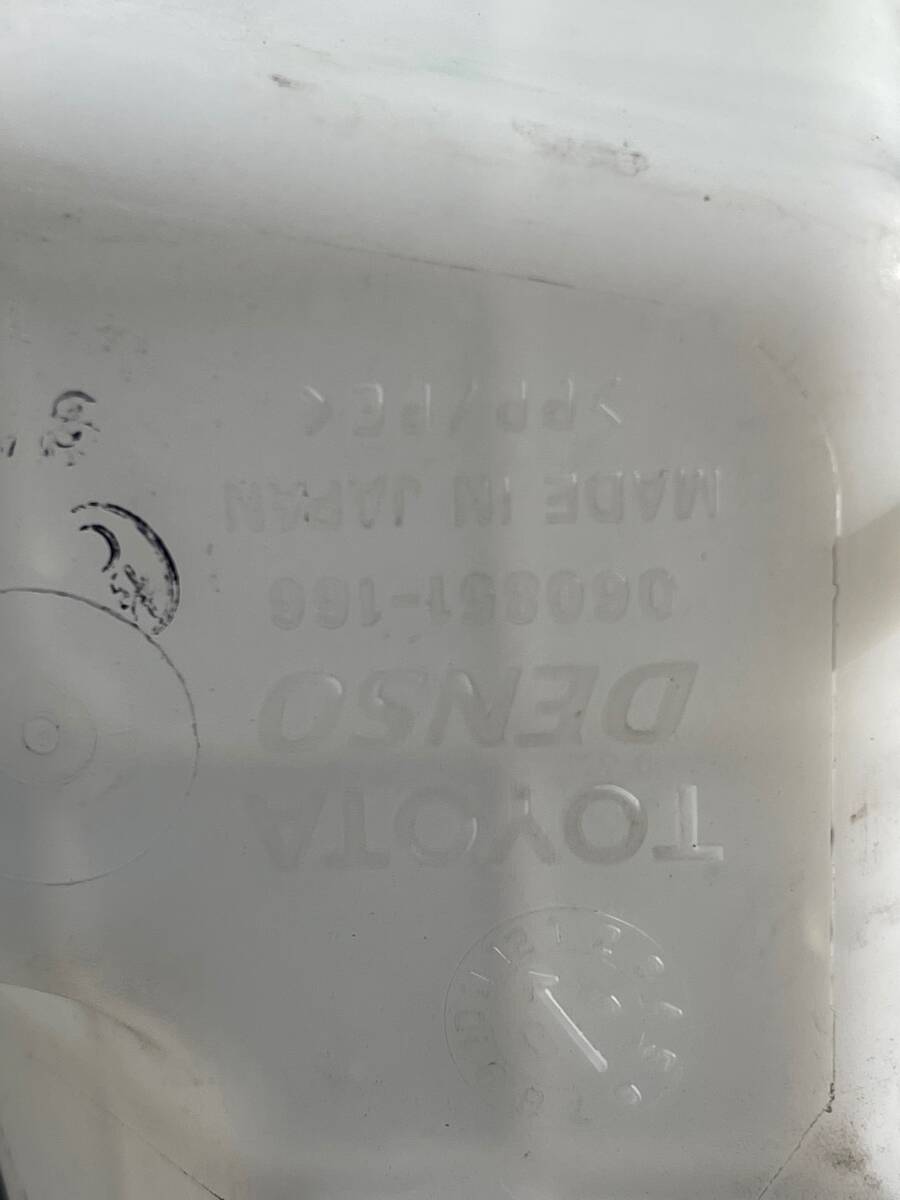 TOYOTA
DENSO
060851-166
MADE IN JAPAN
>PP/PE<